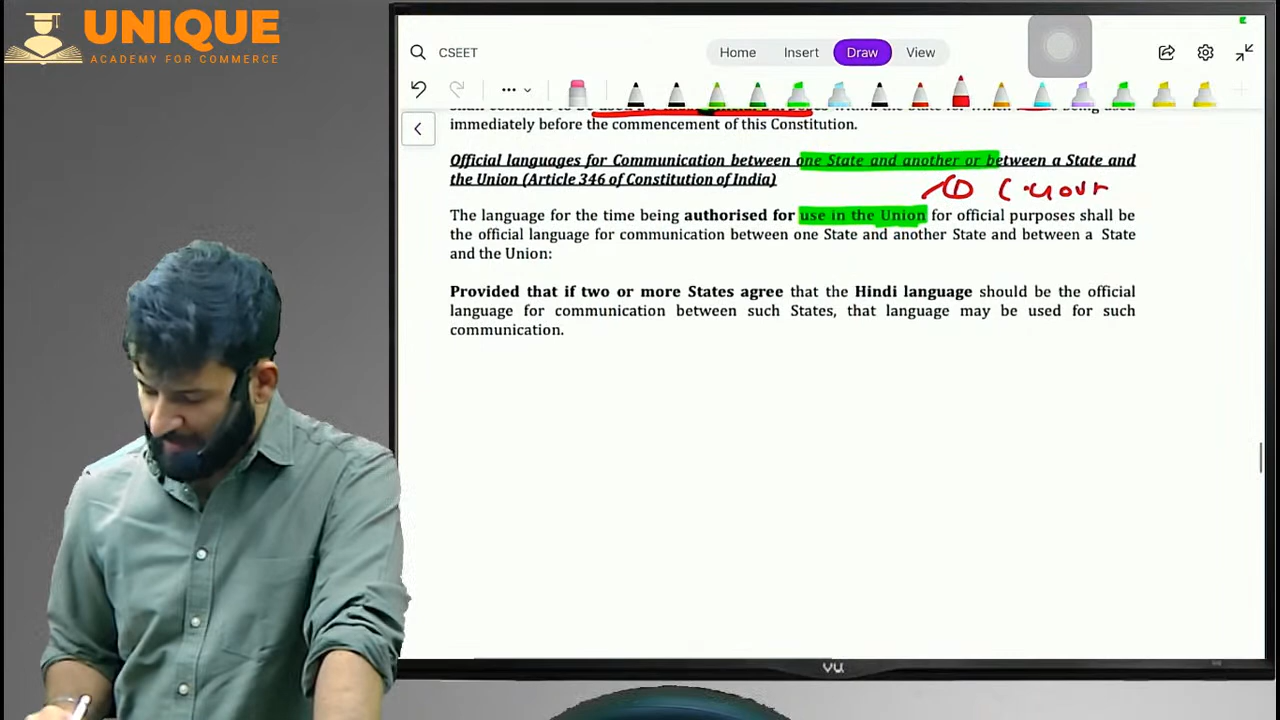 UNIQUE
ACADEMY FOR COMMERCE
CSEET
Home Insert Draw View
immediately before the commencement of this Constitution.
Official languages for Communication between one State and another or between a State and
the Union (Article 346 of Constitution of India)
The language for the time being authorised for use in the Union for official purposes shall be
the official language for communication between one State and another State and between a State
and the Union:
Provided that if two or more States agree that the Hindi language should be the official
language for communication between such States, that language may be used for such
communication.
VU